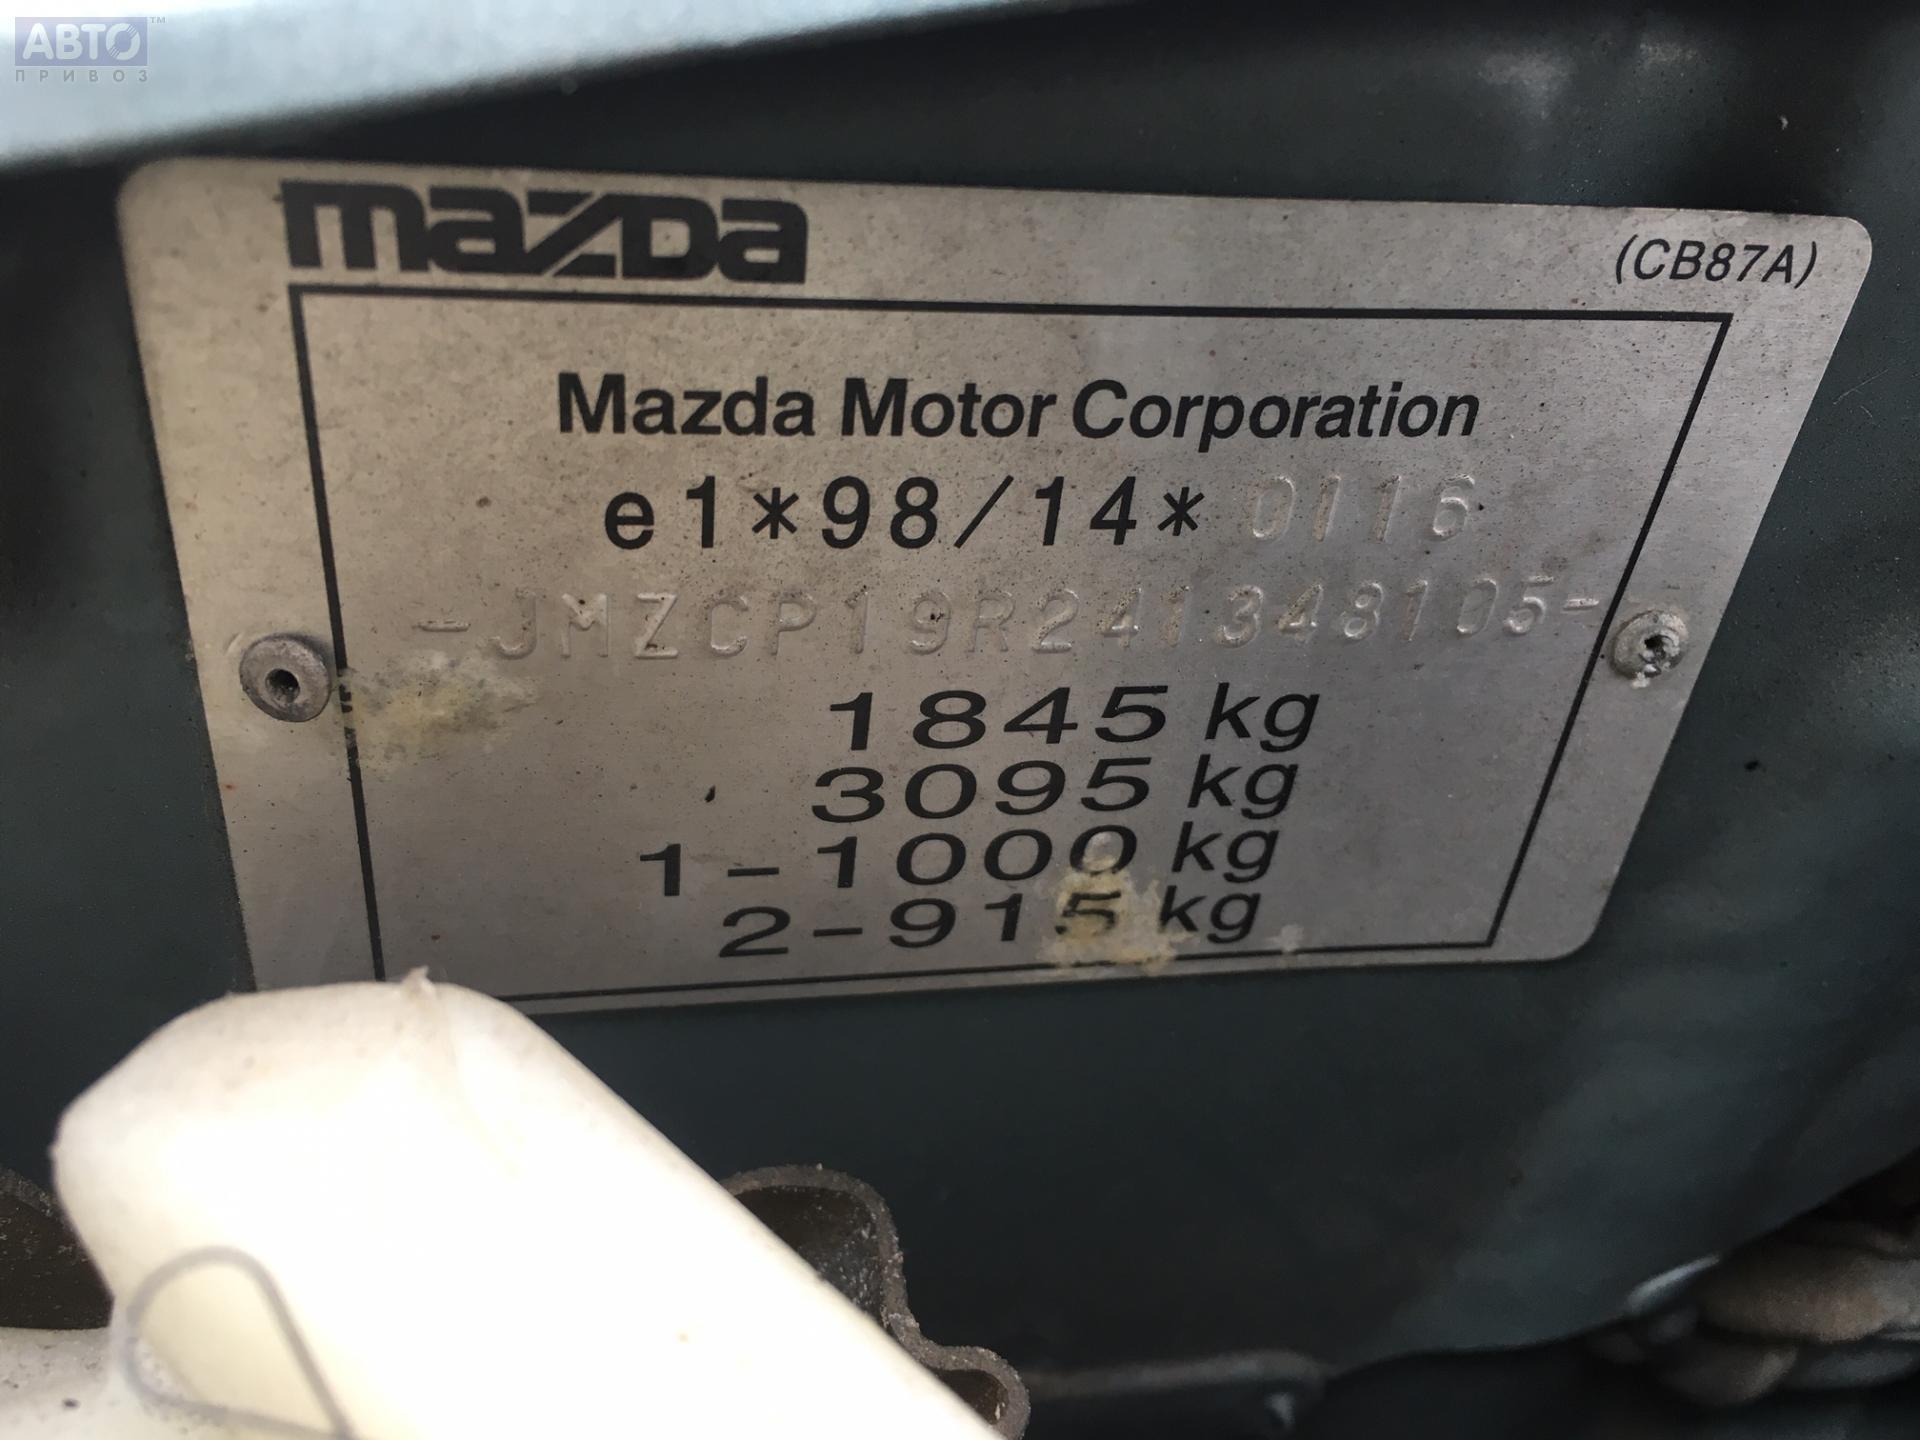 АВТО™
ПРИВОЗ
mazda
(CB87A)
Mazda Motor Corporation
e1*98/14*0116
-JMZCP19R241348105-
1845 kg
3095 kg
1-1000 kg
2-915 kg